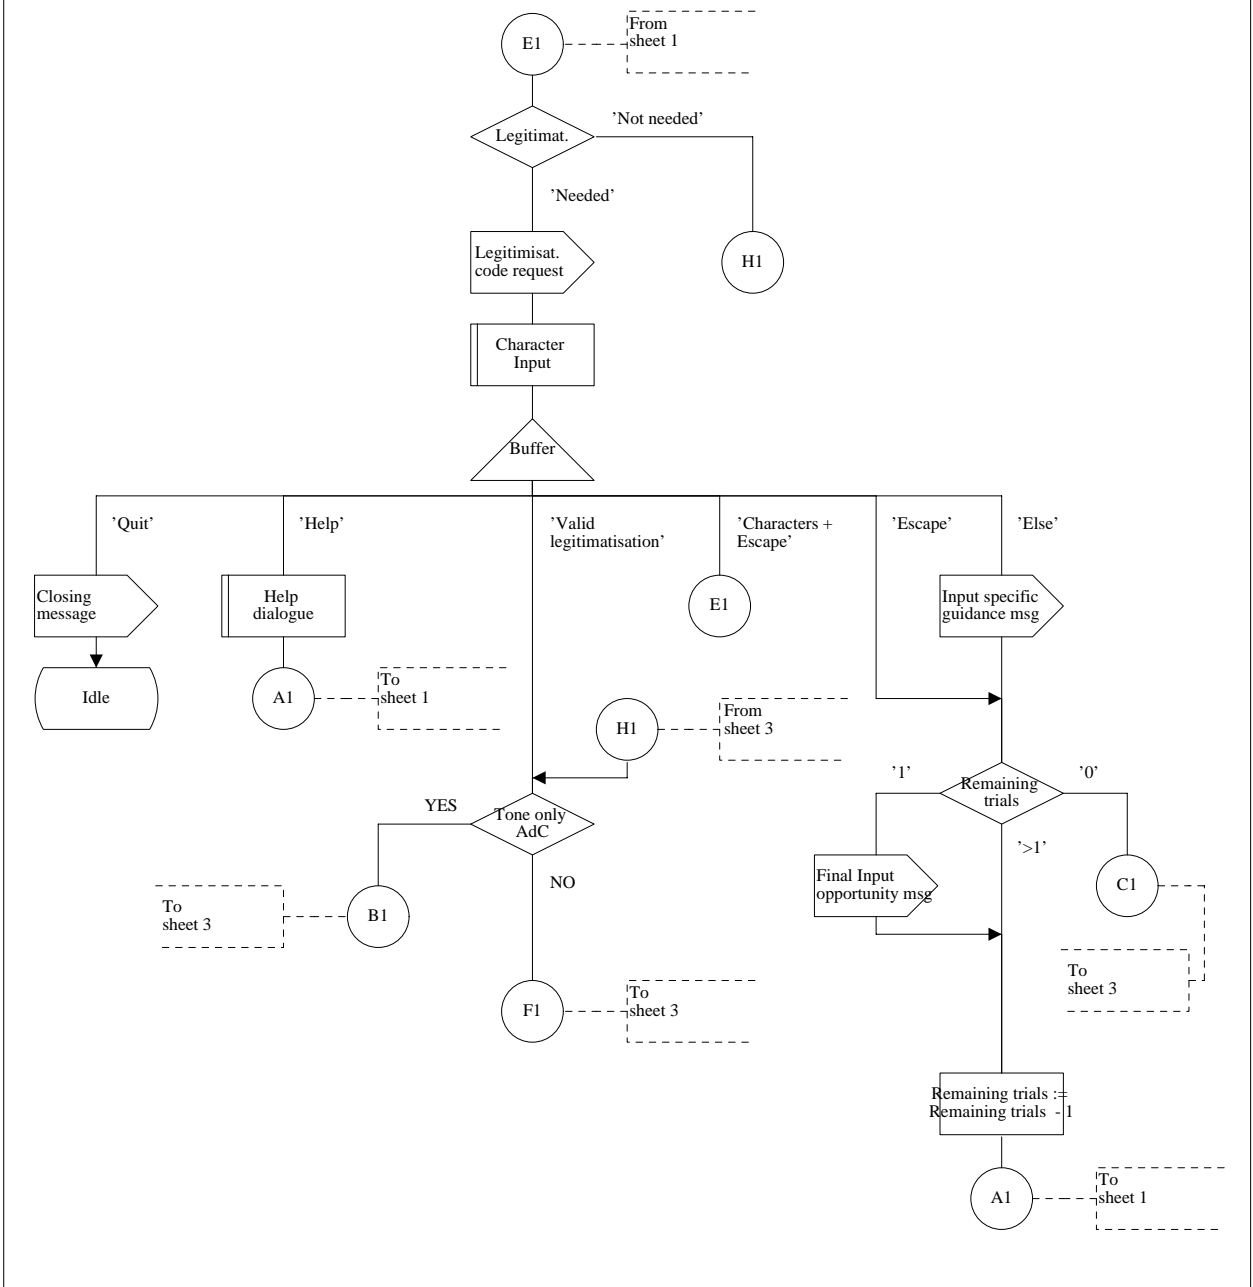 From
E1
sheet 1
'Not needed'
Legitimat.
'Needed'
Legitimisat.
code request
H1
Character
Input
Buffer
'Quit'
'Help'
'Valid
legitimatisation'
'Characters +
Escape'
'Escape'
'Else'
Closing
message
Help
dialogue
E1
Input specific
guidance msg
Idle
A1
To
sheet 1
H1
From
sheet 3
'1'
Remaining
trials
'0'
YES
Tone only
AdC
'>1'
NO
Final Input
opportunity msg
C1
To
sheet 3
B1
To
sheet 3
F1
To
sheet 3
Remaining trials :=
Remaining trials - 1
A1
To
sheet 1